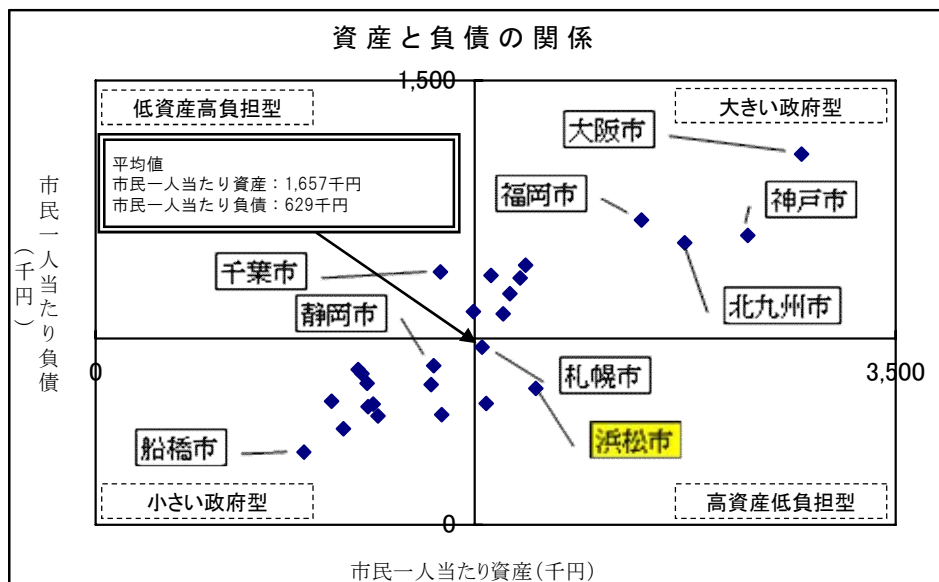 資産と負債の関係
1,500
低資産高負担型
大きい政府型
大阪市
平均値
市民一人当たり資産：1,657千円
市民一人当たり負債：629千円
福岡市
神戸市
市民一人当たり負債
(千円)
千葉市
北九州市
静岡市
0
札幌市
3,500
浜松市
船橋市
小さい政府型
0
高資産低負担型
市民一人当たり資産(千円)